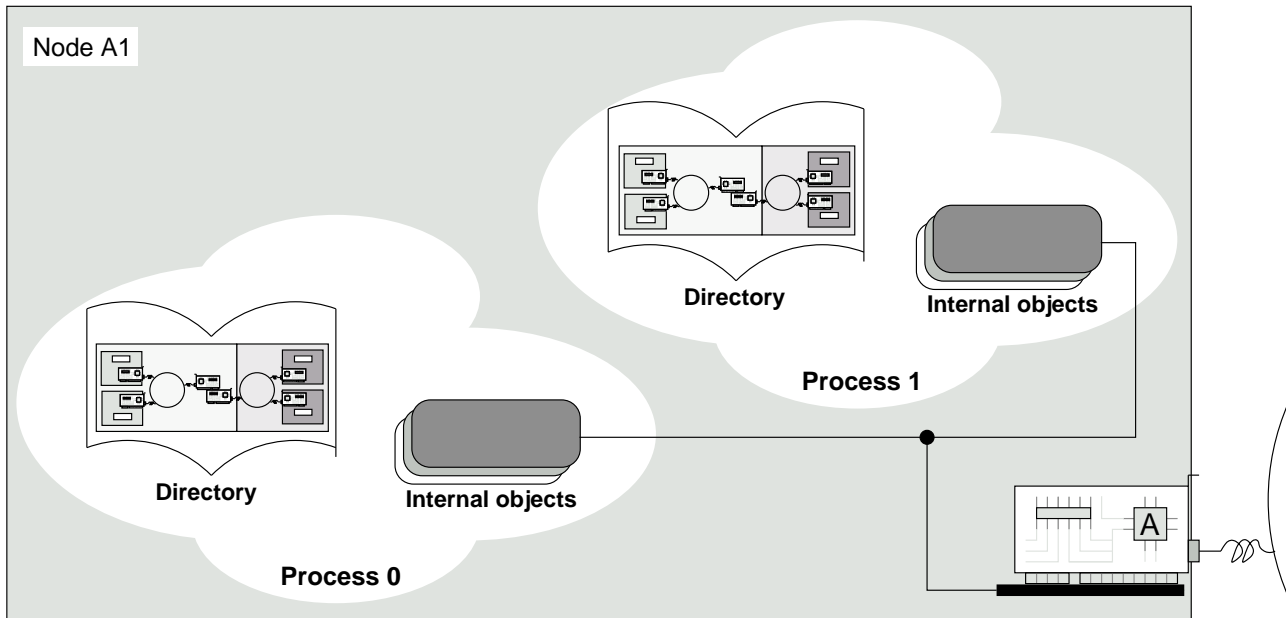 Node A1
Directory
Internal objects
Process 1
Directory
Internal objects
Process 0
A